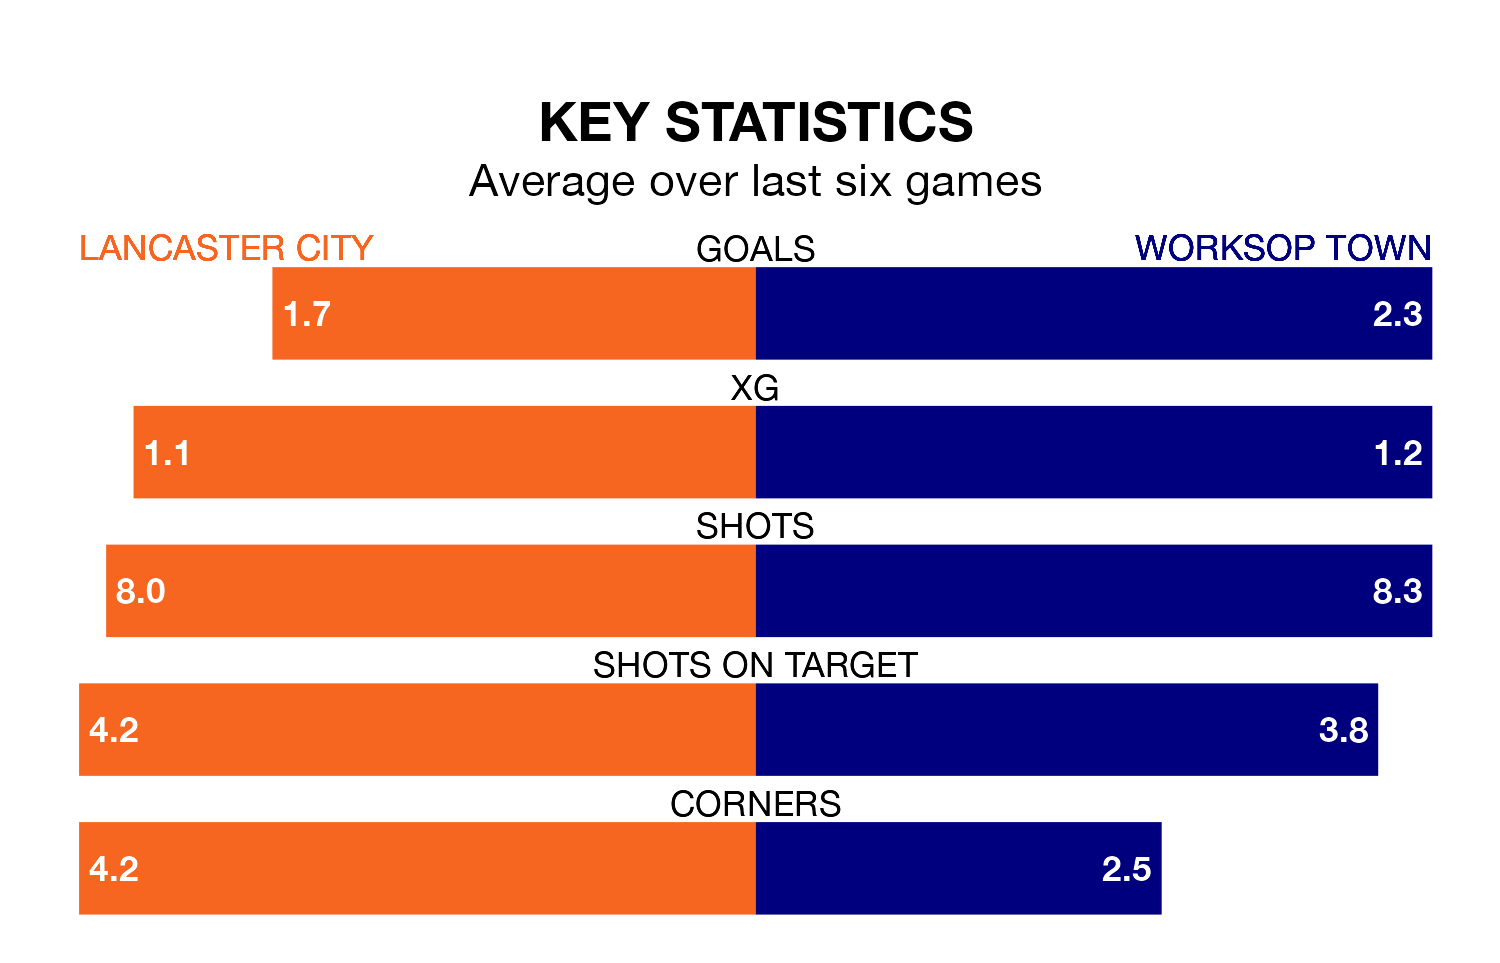 KEY STATISTICS
Average over last six games
LANCASTER CITY GOALS WORKSOP TOWN
1.7 2.3
XG
1.1 1.2
SHOTS
8.0 8.3
SHOTS ON TARGET
4.2 3.8
CORNERS
4.2 2.5